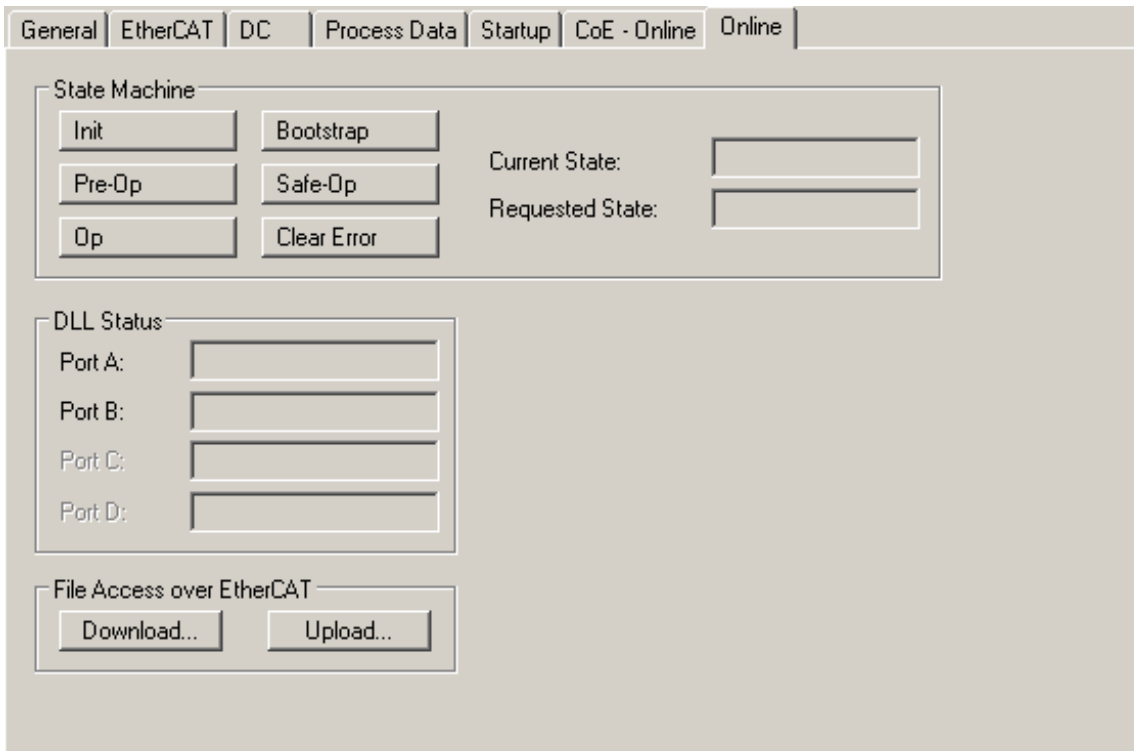 General EtherCAT DC Process Data Startup CoE - Online Online
State Machine
Init Bootstrap
Pre-Op Safe-Op
Op Clear Error
Current State:
Requested State:
DLL Status
Port A:
Port B:
Port C:
Port D:
File Access over EtherCAT
Download... Upload...